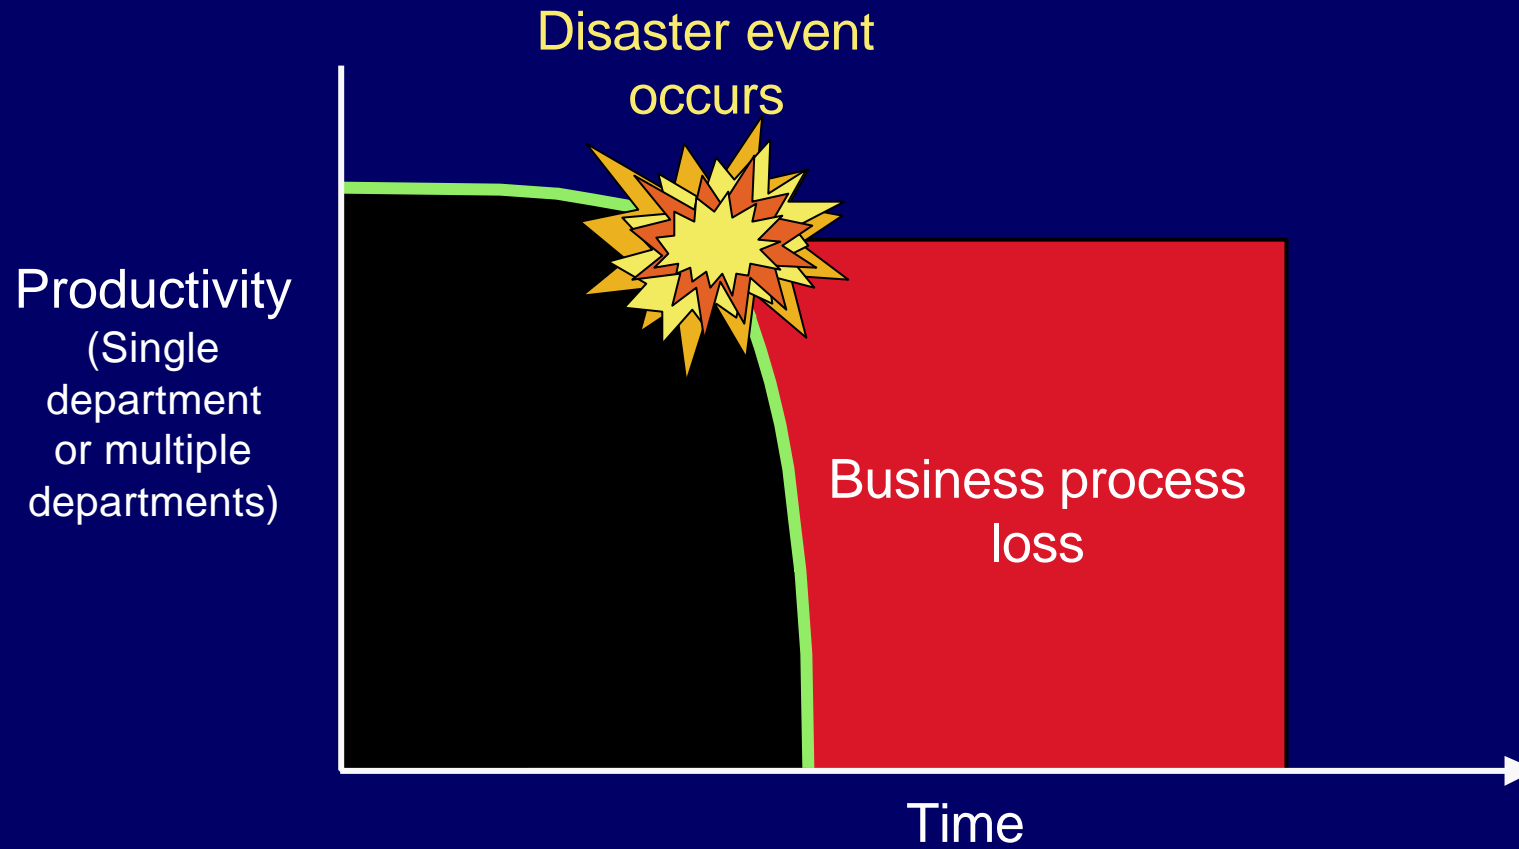 Disaster event
occurs
Productivity
(Single
department
or multiple
departments)
Business process
loss
Time